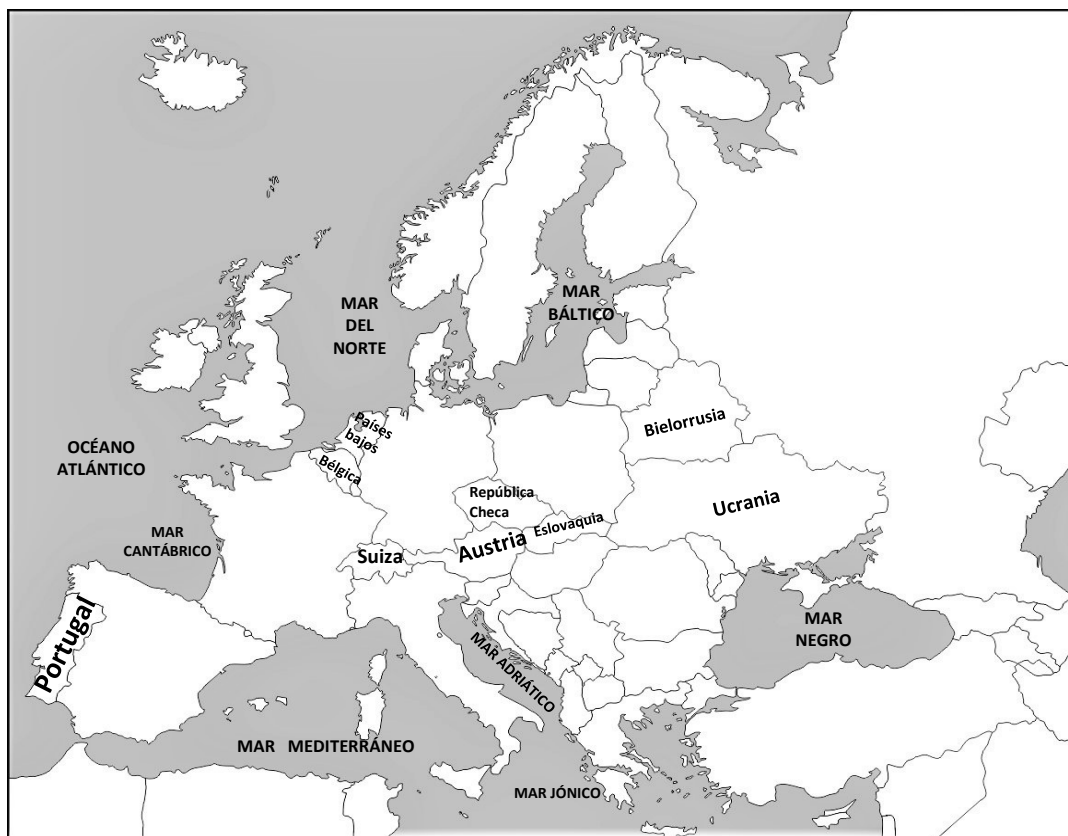 MAR
DEL
NORTE
MAR
BÁLTICO
Países
bajos
Bielorrusia
OCÉANO
ATLÁNTICO
Bélgica
República
Checa
Ucrania
Eslovaquia
MAR
CANTÁBRICO
Suiza
Austria
Portugal
MAR
NEGRO
MAR ADRIÁTICO
MAR MEDITERRÁNEO
MAR JÓNICO